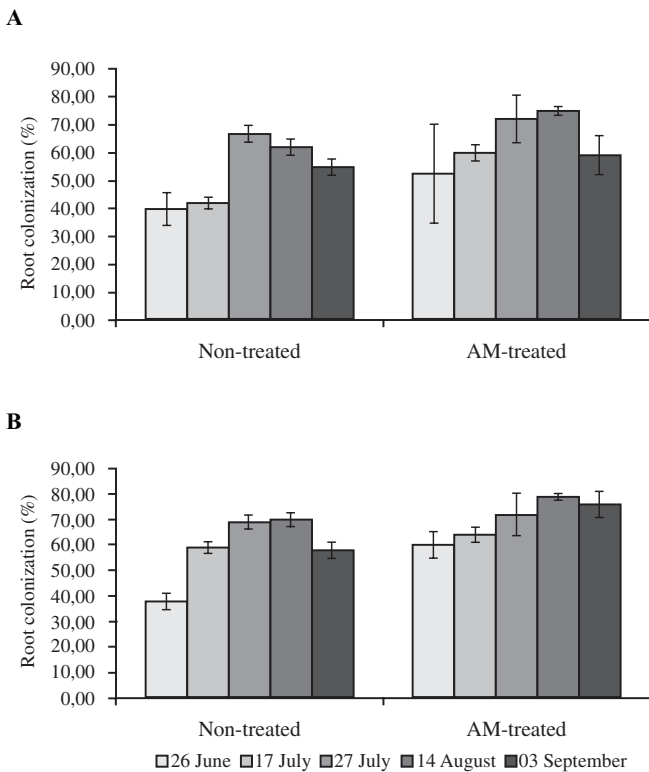 A
90,00
80,00
70,00
60,00
50,00
40,00
30,00
20,00
10,00
0,00
Root colonization (%)
Non-treated AM-treated
B
90,00
80,00
70,00
60,00
50,00
40,00
30,00
20,00
10,00
0,00
Root colonization (%)
Non-treated AM-treated
26 June 17 July 27 July 14 August 03 September